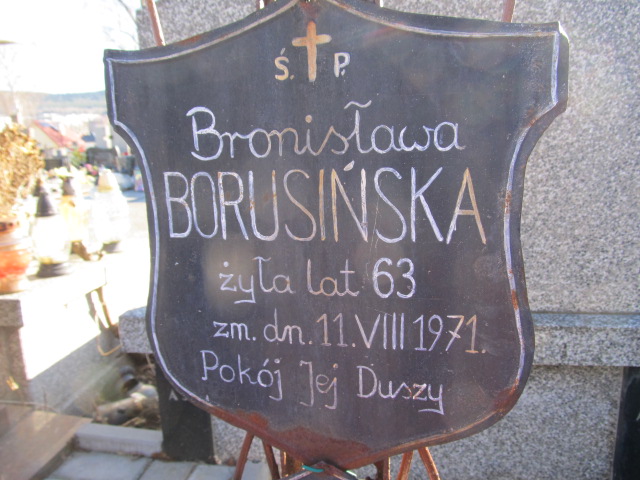 Ś. P.
Bronisława
BORUSIŃSKA
żyła lat 63
zm. dn. 11. VIII 1971.
Pokój Jej Duszy